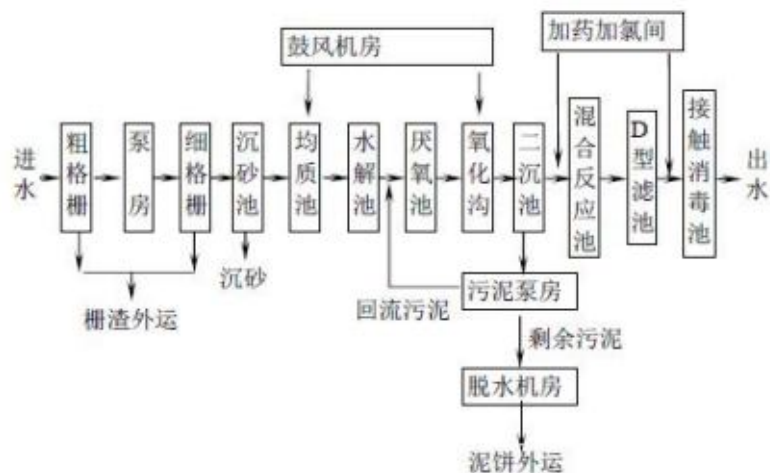 鼓风机房
加药加氯间
进水
粗格栅
泵房
细格栅
沉砂池
均质池
水解池
厌氧池
氧化沟
二沉池
混合反应池
D型滤池
接触消毒池
出水
沉砂
栅渣外运
回流污泥
污泥泵房
剩余污泥
脱水机房
泥饼外运